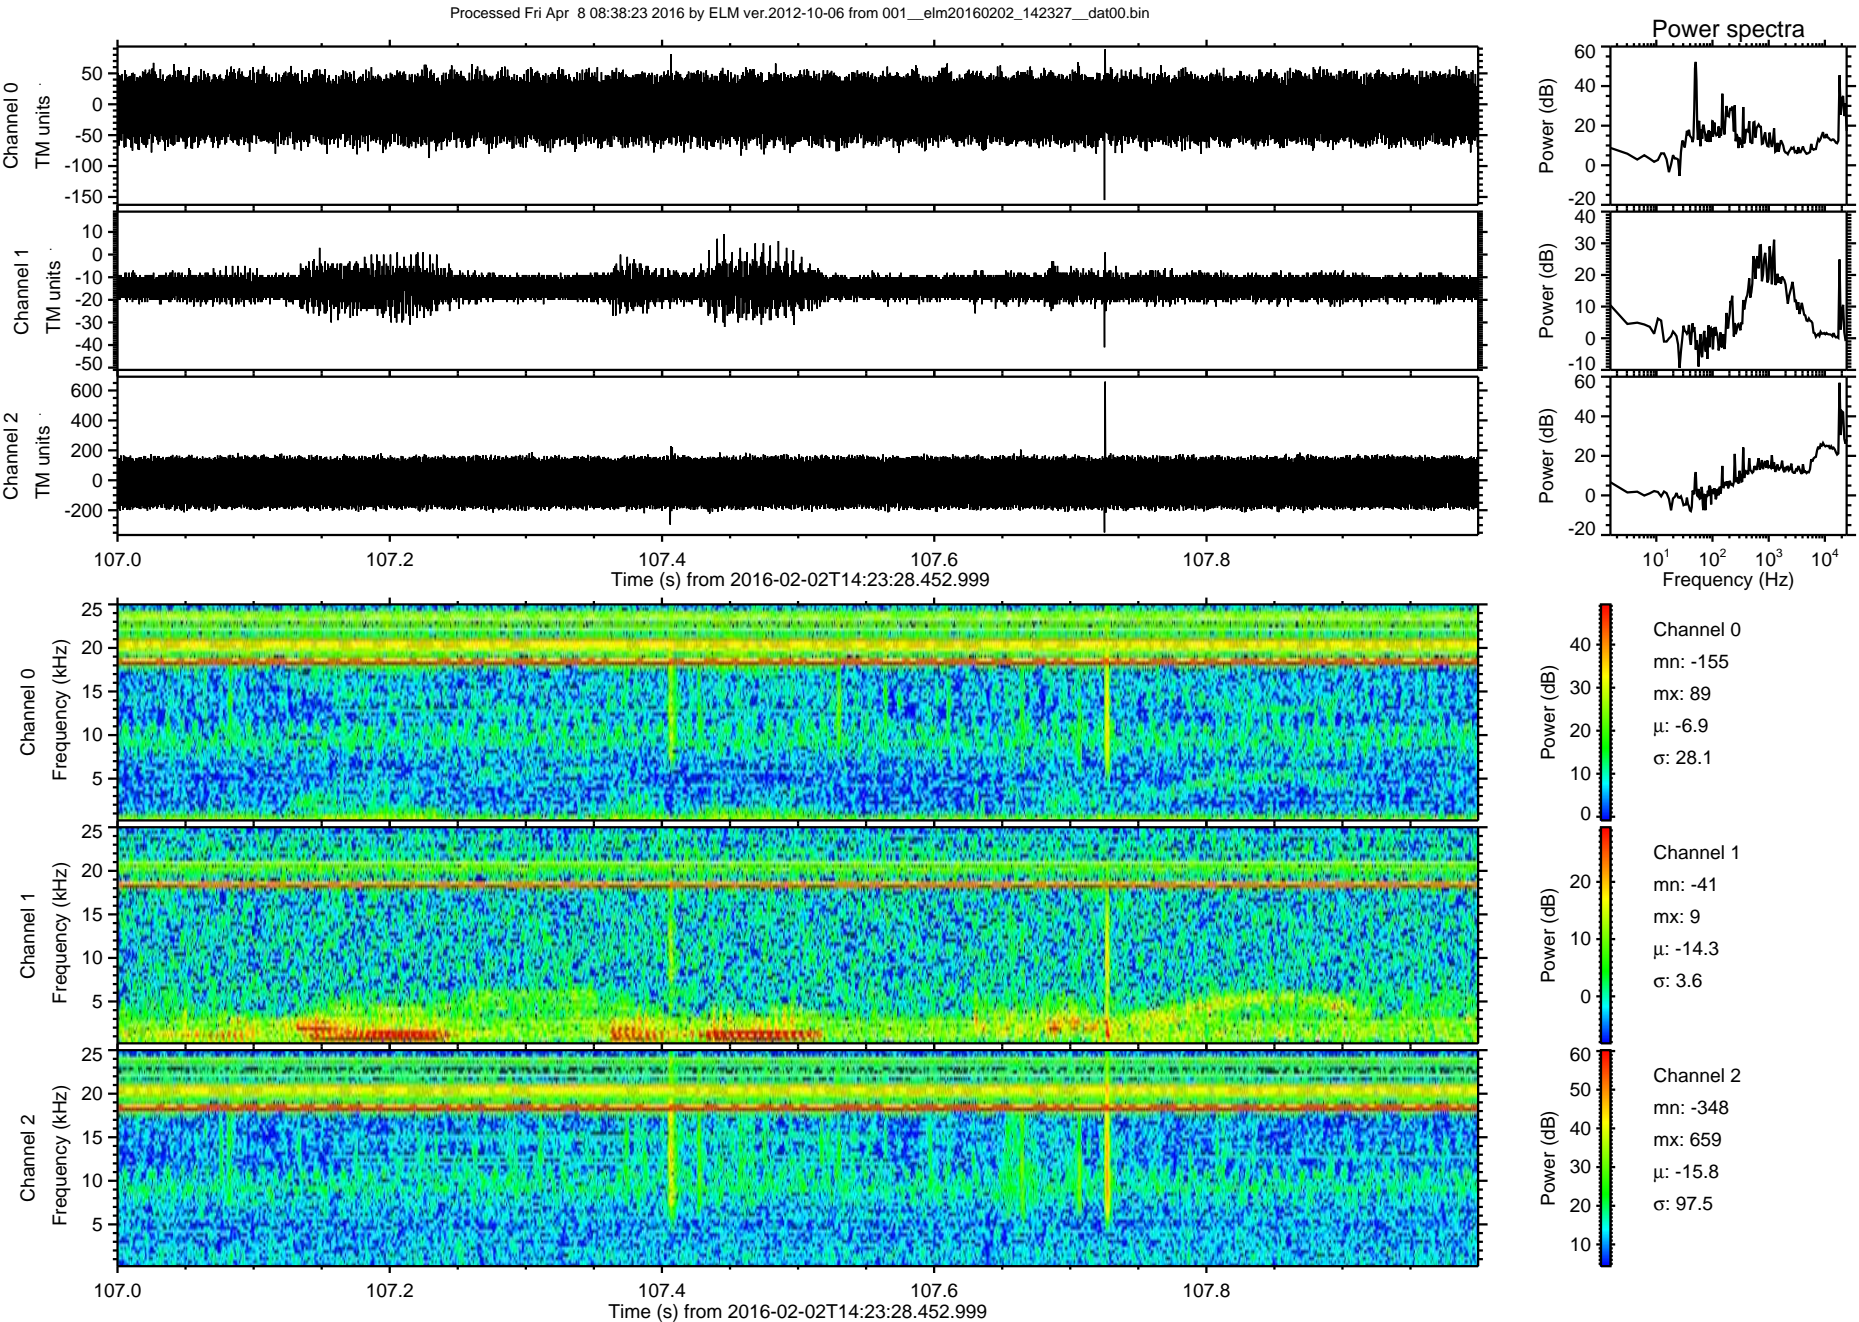 Processed Fri Apr  8 08:38:23 2016 by ELM ver.2012-10-06 from 001__elm20160202_142327__dat00.bin
Power spectra
Channel 0
TM units
50
0
-50
-100
-150
Power (dB)
60
40
20
0
-20
Channel 1
TM units
10
0
-10
-20
-30
-40
-50
Power (dB)
40
30
20
10
0
-10
Channel 2
TM units
600
400
200
0
-200
Power (dB)
60
40
20
0
-20
107.0 107.2 107.4 107.6 107.8
Time (s) from 2016-02-02T14:23:28.452.999
10^1 10^2 10^3 10^4
Frequency (Hz)
Channel 0
Frequency (kHz)
25
20
15
10
5
Power (dB)
40
30
20
10
0
Channel 0
mn: -155
mx: 89
µ: -6.9
σ: 28.1
Channel 1
Frequency (kHz)
25
20
15
10
5
Power (dB)
20
10
0
Channel 1
mn: -41
mx: 9
µ: -14.3
σ: 3.6
Channel 2
Frequency (kHz)
25
20
15
10
5
Power (dB)
60
50
40
30
20
10
Channel 2
mn: -348
mx: 659
µ: -15.8
σ: 97.5
107.0 107.2 107.4 107.6 107.8
Time (s) from 2016-02-02T14:23:28.452.999